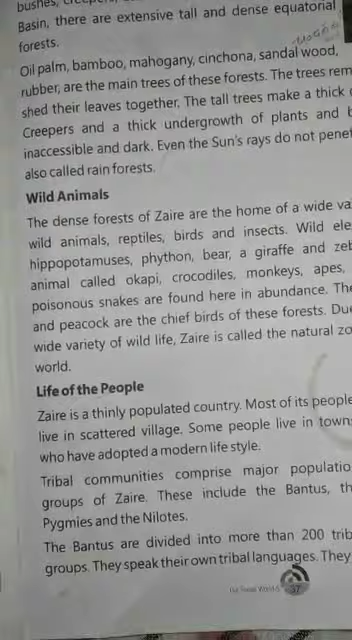 bushes,
Basin, there are extensive tall and dense equatorial
forests.
Oil palm, bamboo, mahogany, cinchona, sandal wood,
rubber, are the main trees of these forests. The trees rem
shed their leaves together. The tall trees make a thick
Creepers and a thick undergrowth of plants and b
inaccessible and dark. Even the Sun's rays do not pene
also called rain forests.
Wild Animals
The dense forests of Zaire are the home of a wide va
wild animals, reptiles, birds and insects. Wild ele
hippopotamuses, phython, bear, a giraffe and zeb
animal called okapi, crocodiles, monkeys, apes,
poisonous snakes are found here in abundance. The
and peacock are the chief birds of these forests. Due
wide variety of wild life, Zaire is called the natural zo
world.
Life of the People
Zaire is a thinly populated country. Most of its people
live in scattered village. Some people live in town
who have adopted a modern life style.
Tribal communities comprise major populatio
groups of Zaire. These include the Bantus, th
Pygmies and the Nilotes.
The Bantus are divided into more than 200 trib
groups. They speak their own tribal languages. They
37